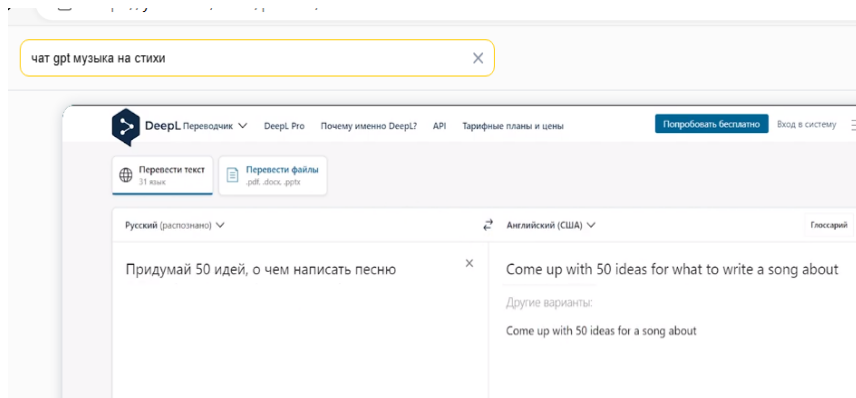 чат gpt музыка на стихи
DeepL Переводчик DeepL Pro Почему именно DeepL? API Тарифные планы и цены Попробовать бесплатно Вход в систему
Перевести текст
31 язык
Перевести файлы
.pdf, .docx, .pptx
Русский (распознано) Английский (США) Глоссарий
Придумай 50 идей, о чем написать песню
Come up with 50 ideas for what to write a song about
Другие варианты:
Come up with 50 ideas for a song about